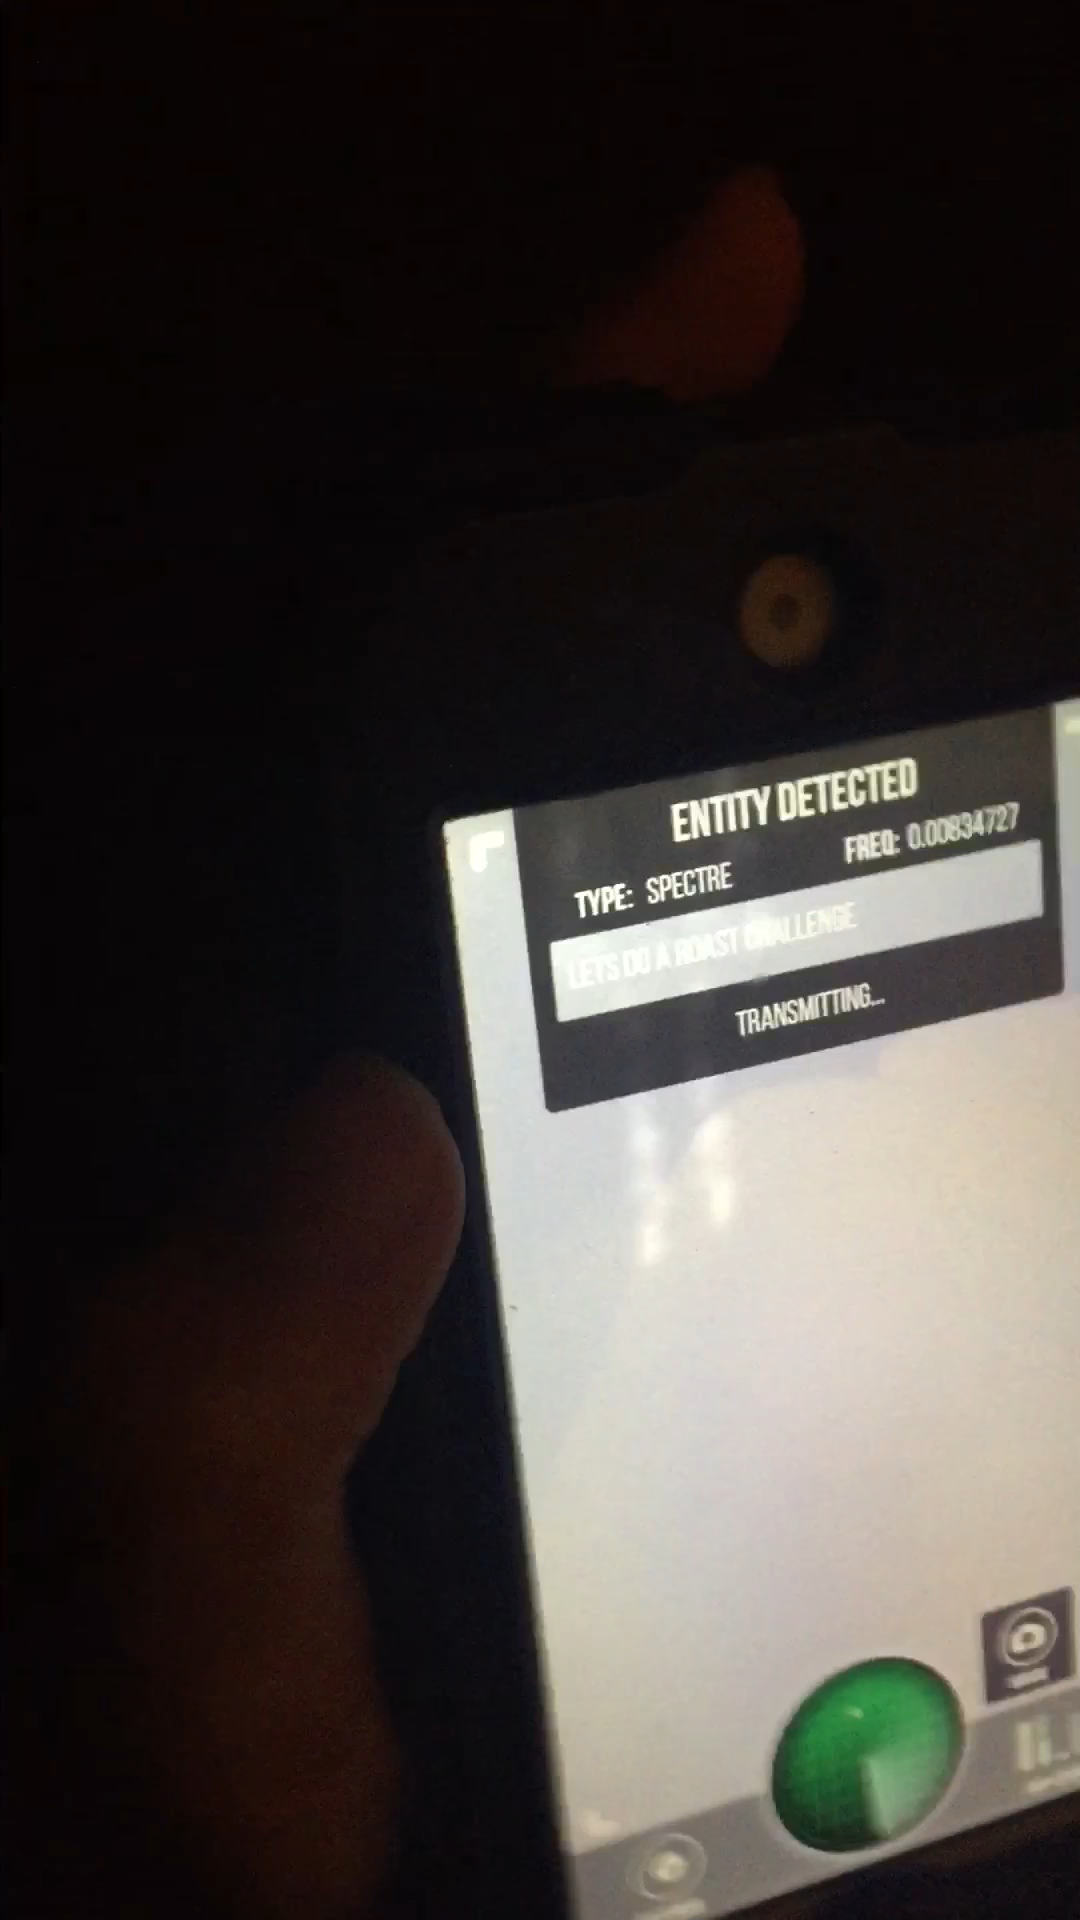 ENTITY DETECTED
TYPE: SPECTRE FREQ: 0.00834727
LETS DO A ROAST CHALLENGE
TRANSMITTING...